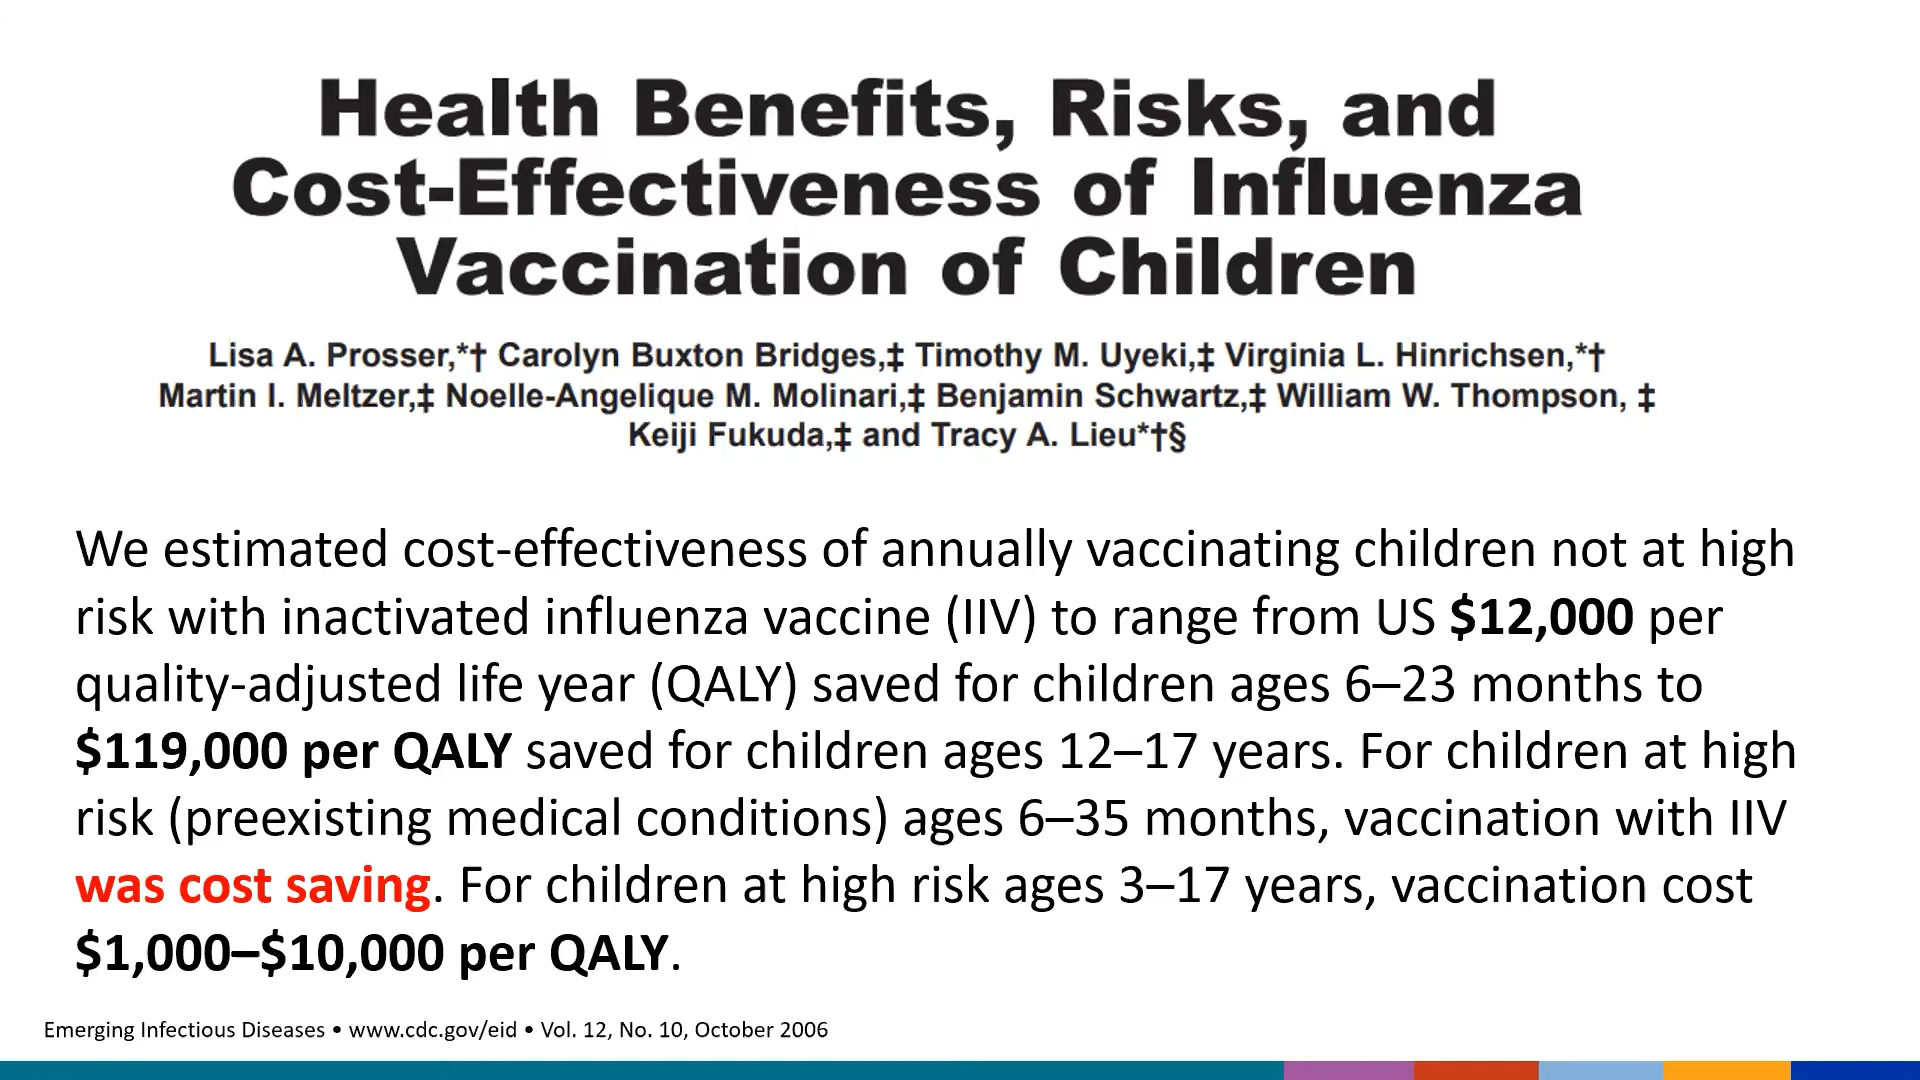 Health Benefits, Risks, and
Cost-Effectiveness of Influenza
Vaccination of Children
Lisa A. Prosser,*† Carolyn Buxton Bridges,‡ Timothy M. Uyeki,‡ Virginia L. Hinrichsen,*†
Martin I. Meltzer,‡ Noelle-Angelique M. Molinari,‡ Benjamin Schwartz,‡ William W. Thompson, ‡
Keiji Fukuda,‡ and Tracy A. Lieu*†§
We estimated cost-effectiveness of annually vaccinating children not at high
risk with inactivated influenza vaccine (IIV) to range from US $12,000 per
quality-adjusted life year (QALY) saved for children ages 6–23 months to
$119,000 per QALY saved for children ages 12–17 years. For children at high
risk (preexisting medical conditions) ages 6–35 months, vaccination with IIV
was cost saving. For children at high risk ages 3–17 years, vaccination cost
$1,000–$10,000 per QALY.
Emerging Infectious Diseases • www.cdc.gov/eid • Vol. 12, No. 10, October 2006